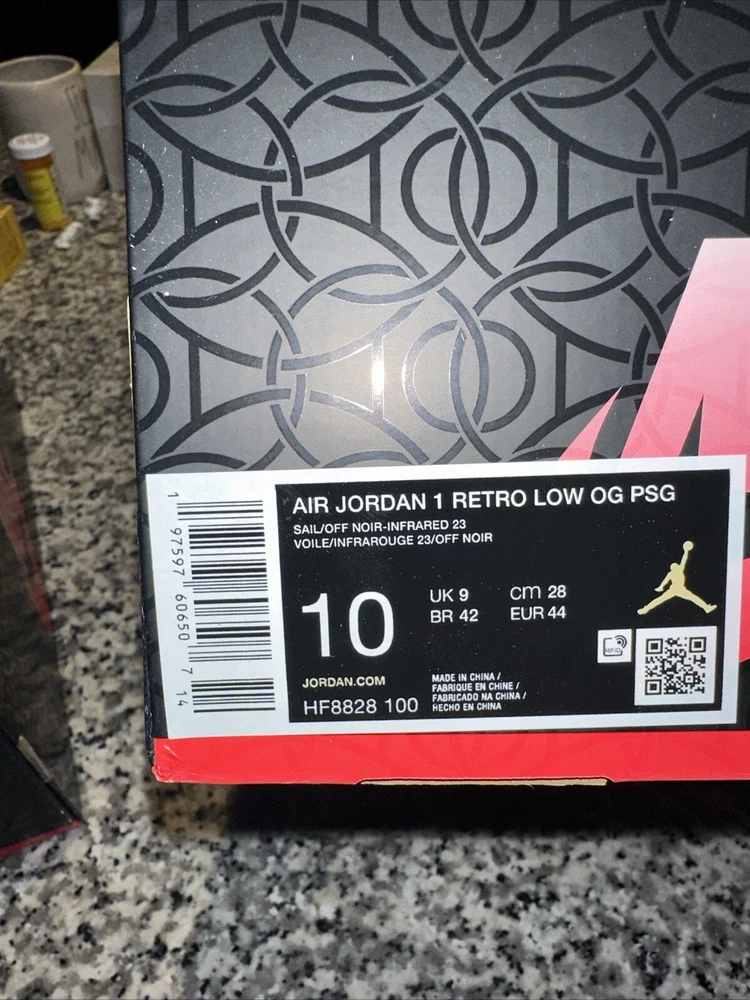 AIR JORDAN 1 RETRO LOW OG PSG
SAIL/OFF NOIR-INFRARED 23
VOILE/INFRAROUGE 23/OFF NOIR
10
UK 9 cm 28
BR 42 EUR 44
JORDAN.COM
HF8828 100
MADE IN CHINA /
FABRIQUE EN CHINE /
FABRICADO NA CHINA /
HECHO EN CHINA
1 97597 60650 7 14